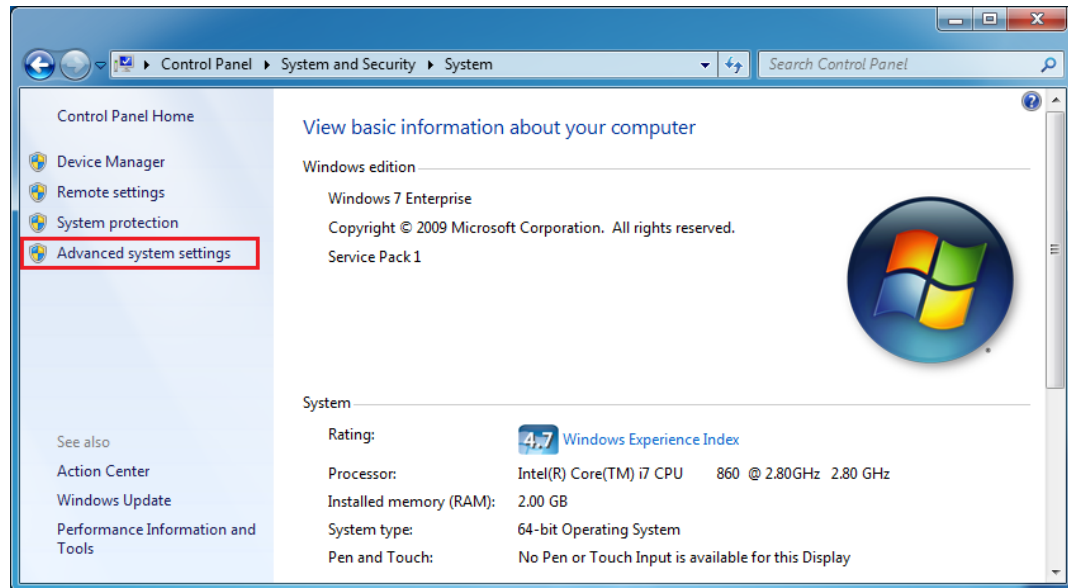 Control Panel System and Security System
Search Control Panel
Control Panel Home
Device Manager
Remote settings
System protection
Advanced system settings
See also
Action Center
Windows Update
Performance Information and
Tools
View basic information about your computer
Windows edition
Windows 7 Enterprise
Copyright © 2009 Microsoft Corporation. All rights reserved.
Service Pack 1
System
Rating: 4.7 Windows Experience Index
Processor: Intel(R) Core(TM) i7 CPU 860 @ 2.80GHz 2.80 GHz
Installed memory (RAM): 2.00 GB
System type: 64-bit Operating System
Pen and Touch: No Pen or Touch Input is available for this Display